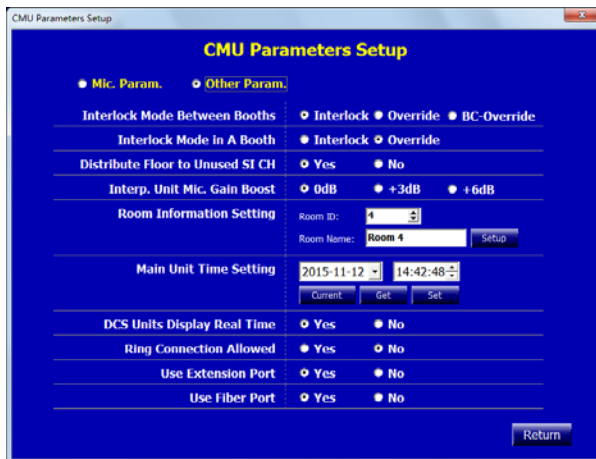 CMU Parameters Setup
CMU Parameters Setup
Mic. Param. Other Param.
Interlock Mode Between Booths Interlock Override BC-Override
Interlock Mode in A Booth Interlock Override
Distribute Floor to Unused SI CH Yes No
Interp. Unit Mic. Gain Boost 0dB +3dB +6dB
Room Information Setting Room ID: 4
Room Name: Room 4 Setup
Main Unit Time Setting 2015-11-12 14:42:48
Current Get Set
DCS Units Display Real Time Yes No
Ring Connection Allowed Yes No
Use Extension Port Yes No
Use Fiber Port Yes No
Return